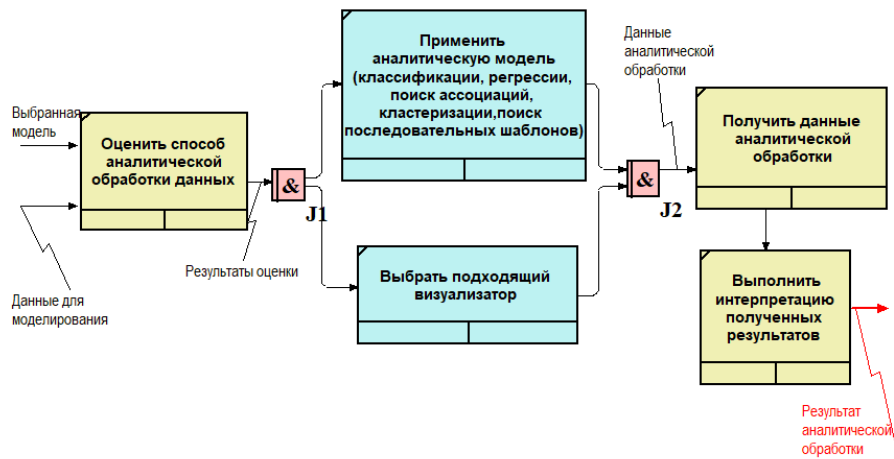 Выбранная
модель
Данные для
моделирования
Оценить способ
аналитической
обработки данных
Результаты оценки
&
J1
Применить
аналитическую модель
(классификации, регрессии,
поиск ассоциаций,
кластеризации,поиск
последовательных шаблонов)
Выбрать подходящий
визуализатор
&
J2
Данные
аналитической
обработки
Получить данные
аналитической
обработки
Выполнить
интерпретацию
полученных
результатов
Результат
аналитической
обработки